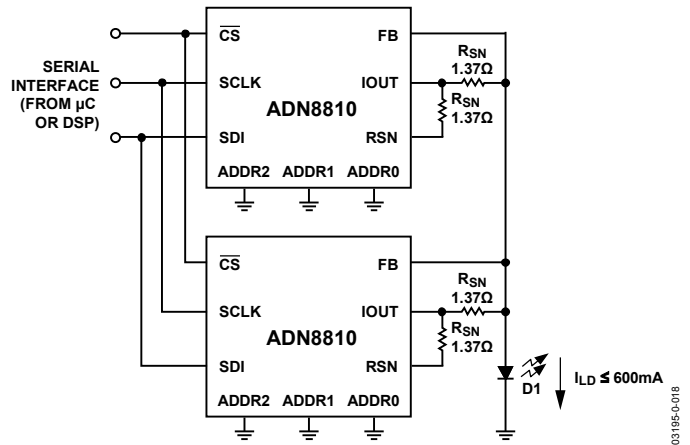 SERIAL
INTERFACE
(FROM µC
OR DSP)
CS
SCLK
SDI
ADN8810
FB
IOUT
RSN
ADDR2 ADDR1 ADDR0
RSN
1.37Ω
RSN
1.37Ω
CS
SCLK
SDI
ADN8810
FB
IOUT
RSN
ADDR2 ADDR1 ADDR0
RSN
1.37Ω
RSN
1.37Ω
D1
ILD ≤ 600mA
03195-0-018